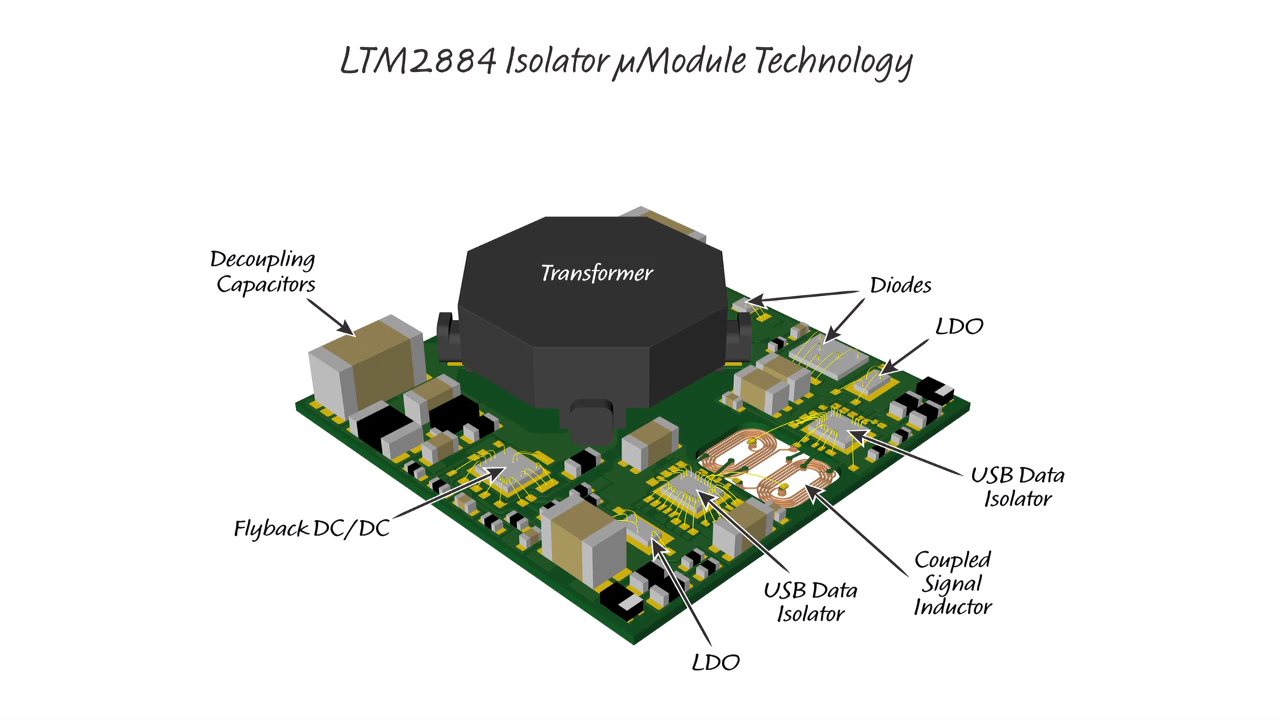 LTM2884 Isolator µModule Technology
Decoupling
Capacitors
Transformer
Diodes
LDO
USB Data
Isolator
Flyback DC/DC
Coupled
Signal
Inductor
USB Data
Isolator
LDO